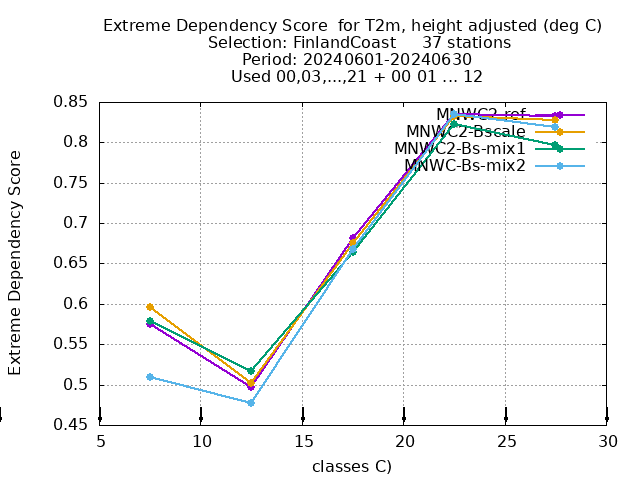 Extreme Dependency Score for T2m, height adjusted (deg C)
Selection: FinlandCoast 37 stations
Period: 20240601-20240630
Used 00,03,...,21 + 00 01 ... 12
Extreme Dependency Score
0.85
0.8
0.75
0.7
0.65
0.6
0.55
0.5
0.45
MNWC2-ref
MNWC2-Bscale
MNWC2-Bs-mix1
MNWC-Bs-mix2
5 10 15 20 25 30
classes C)